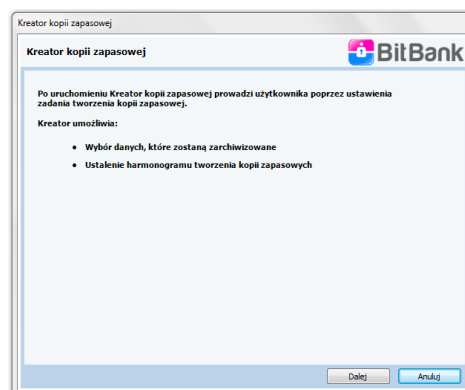 Kreator kopii zapasowej
Kreator kopii zapasowej
BitBank
Po uruchomieniu Kreator kopii zapasowej prowadzi użytkownika poprzez ustawienia
zadania tworzenia kopii zapasowej.
Kreator umożliwia:
• Wybór danych, które zostaną zarchiwizowane
• Ustalenie harmonogramu tworzenia kopii zapasowych
Dalej
Anuluj